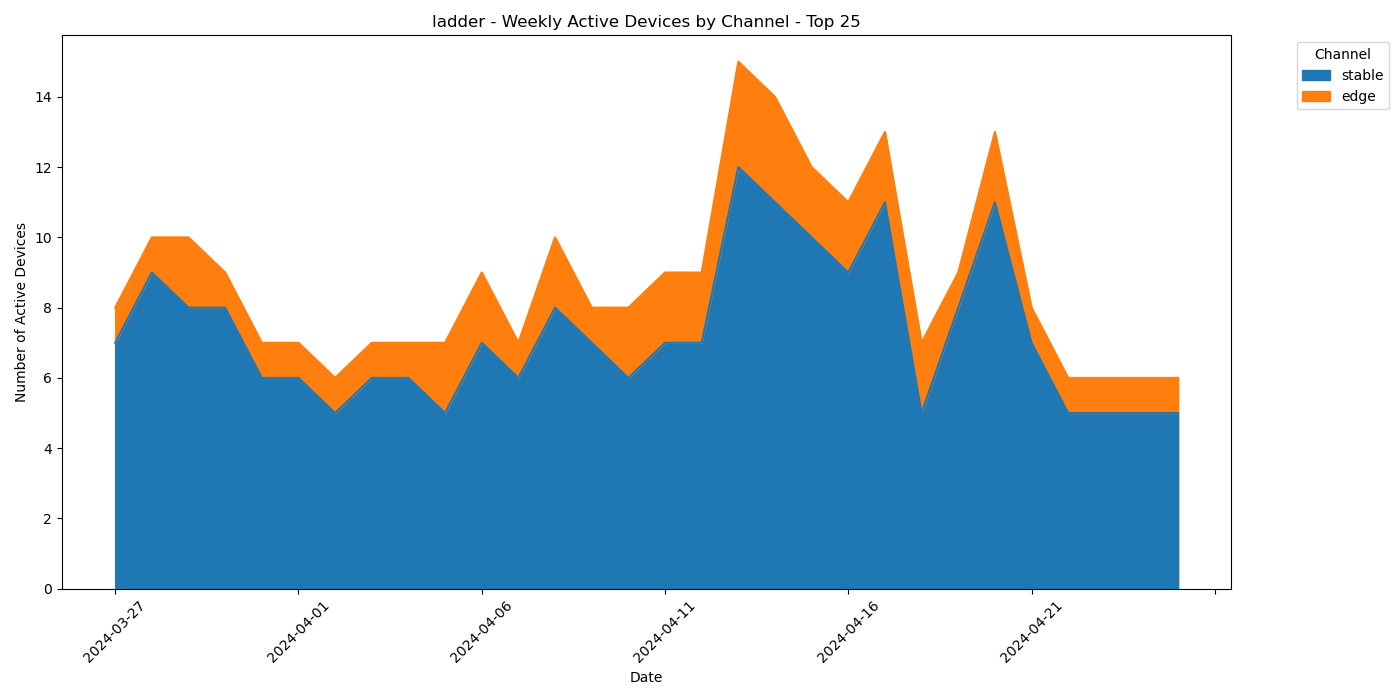 ladder - Weekly Active Devices by Channel - Top 25
Channel
stable
edge
Number of Active Devices
14
12
10
8
6
4
2
0
2024-03-27
2024-04-01
2024-04-06
2024-04-11
2024-04-16
2024-04-21
Date